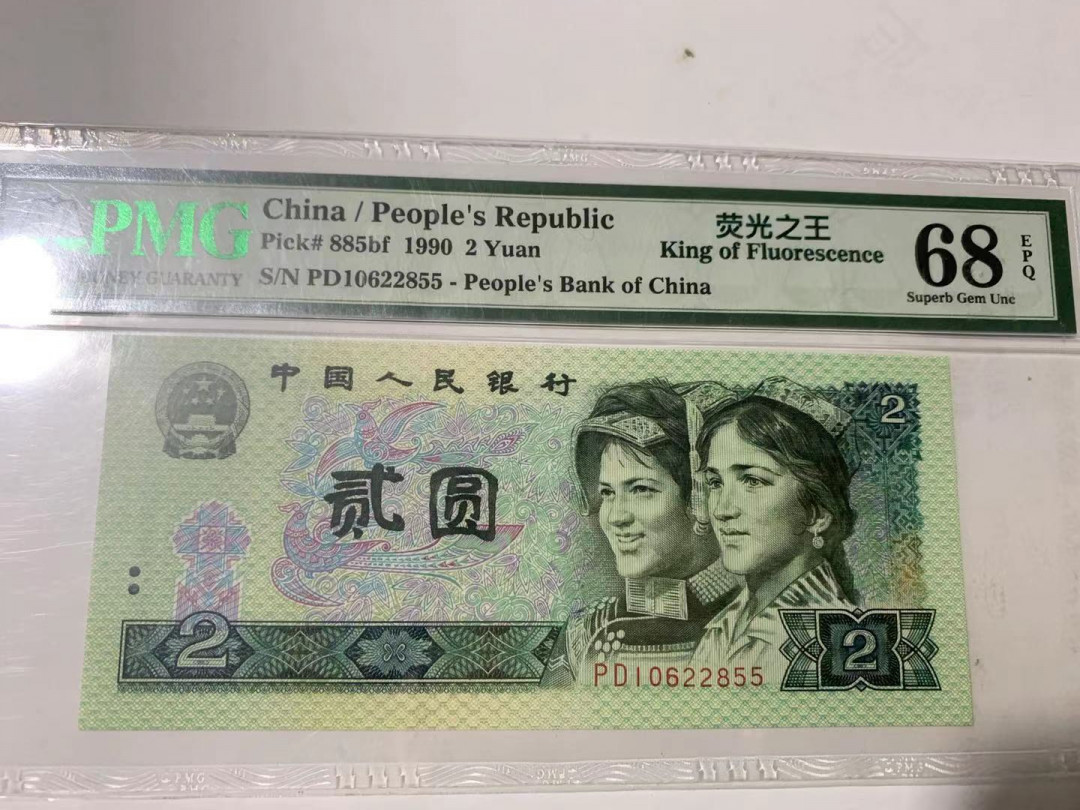 PMG
MONEY GUARANTY
China / People's Republic
Pick# 885bf 1990 2 Yuan
S/N PD10622855 - People's Bank of China
荧光之王
King of Fluorescence
68
EPQ
Superb Gem Unc
中国人民银行
2
贰圆
2
PD10622855
2